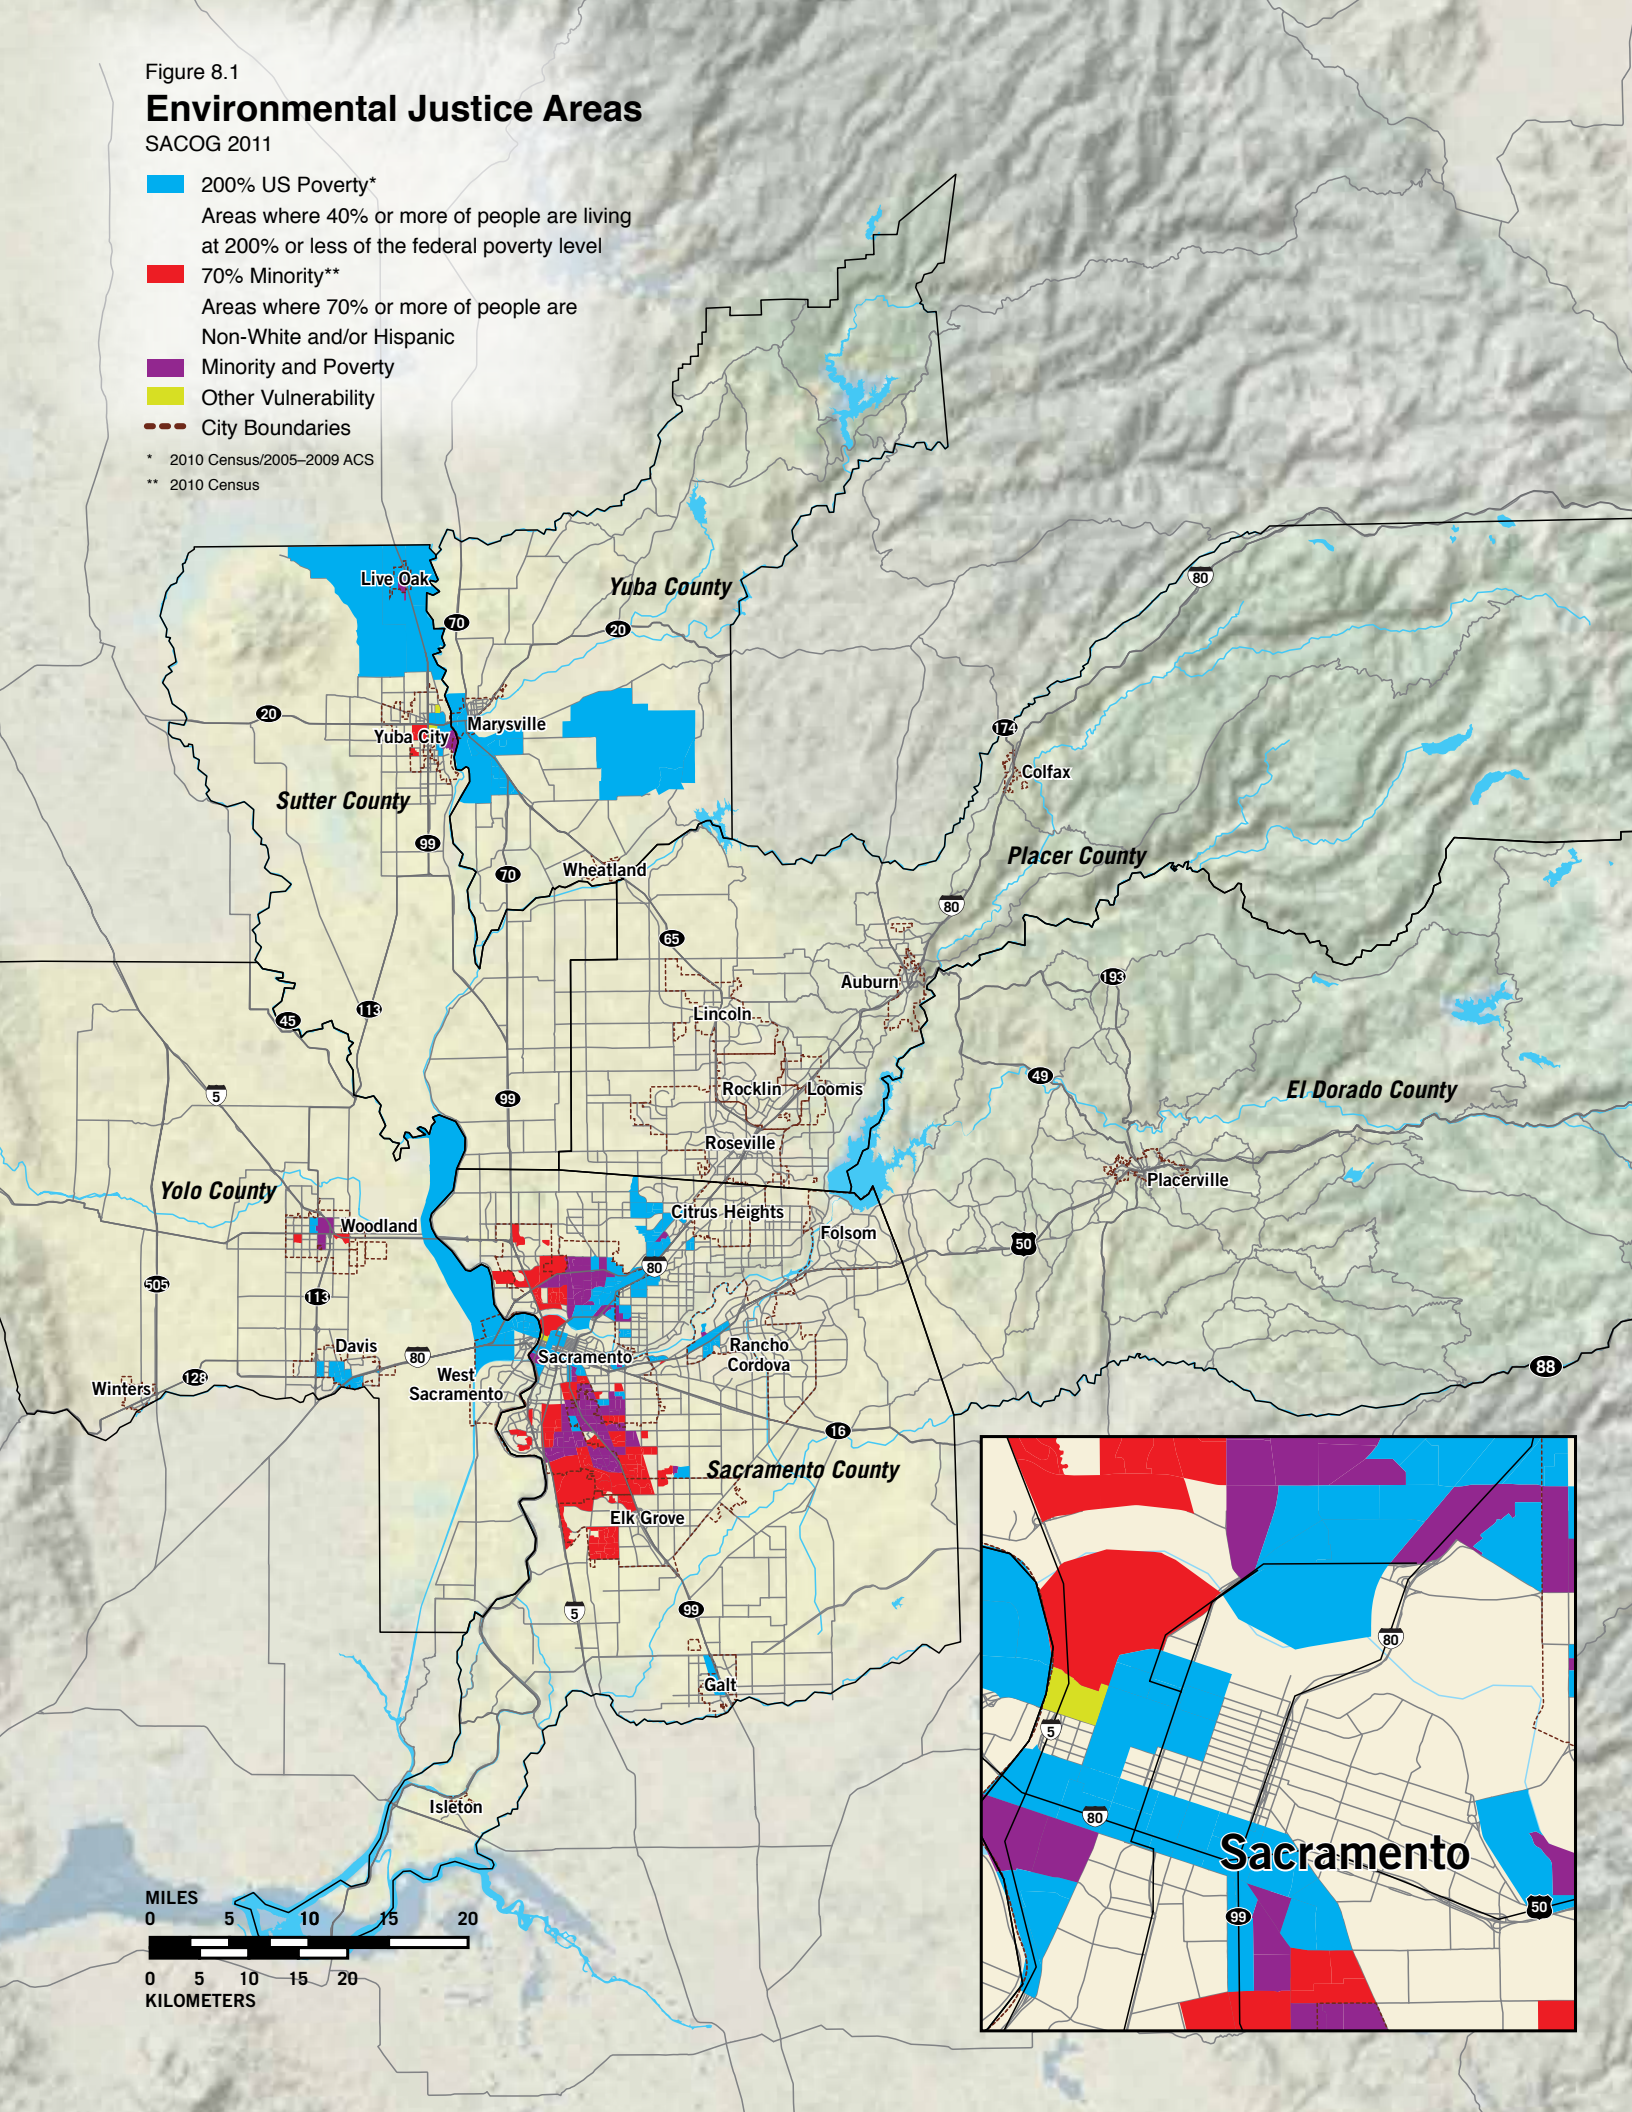 Figure 8.1
Environmental Justice Areas
SACOG 2011
200% US Poverty*
Areas where 40% or more of people are living
at 200% or less of the federal poverty level
70% Minority**
Areas where 70% or more of people are
Non-White and/or Hispanic
Minority and Poverty
Other Vulnerability
City Boundaries
* 2010 Census/2005–2009 ACS
** 2010 Census
Live Oak
Yuba County
80
70
20
20
Marysville
174
Yuba City
Colfax
Sutter County
99
Placer County
70
Wheatland
80
65
Auburn
193
113
45
Lincoln
49
Rocklin
Loomis
El Dorado County
5
99
Roseville
Placerville
Yolo County
Citrus Heights
Woodland
Folsom
50
80
505
113
Davis
Rancho
Cordova
80
Sacramento
88
West
Sacramento
128
Winters
16
Sacramento County
Elk Grove
5
99
80
Galt
5
Isleton
80
Sacramento
50
99
MILES
0 5 10 15 20
0 5 10 15 20
KILOMETERS